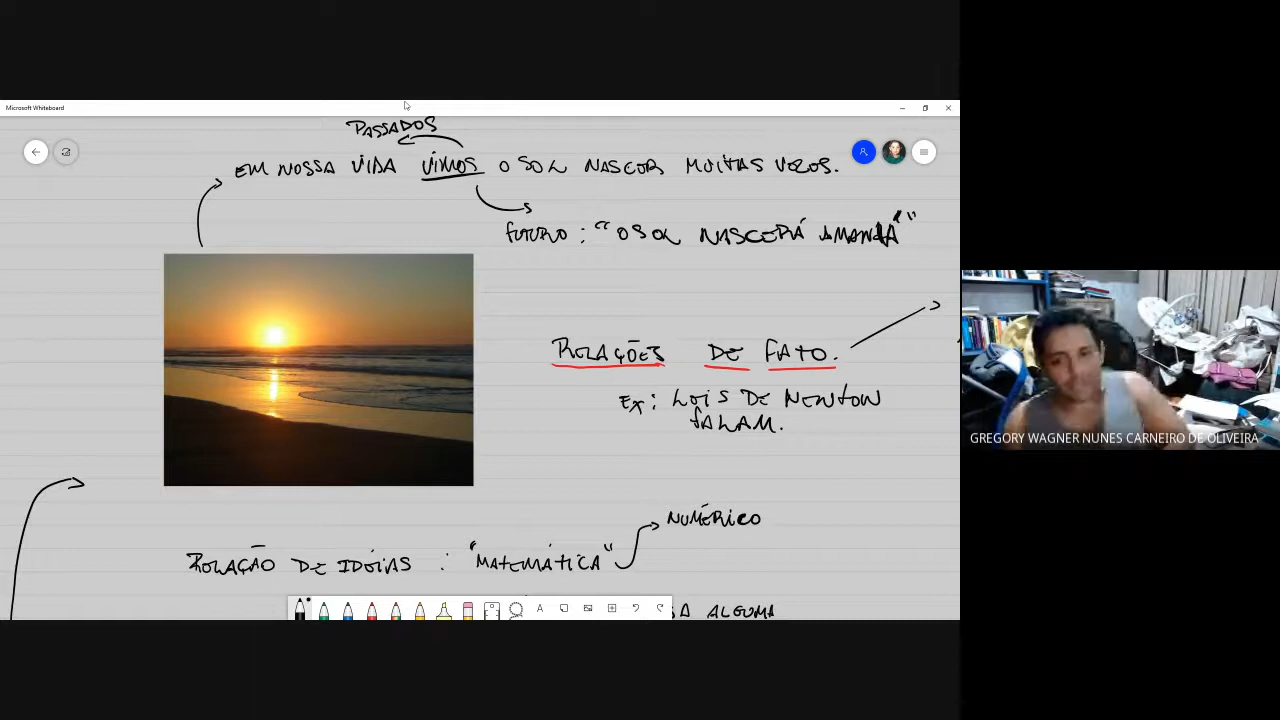 Microsoft Whiteboard
PASSADOS
EM NOSSA VIDA VIMOS O SOL NASCER MUITAS VEZES.
FUTURO : "O SOL NASCERÁ AMANHÃ"
RELAÇÕES DE FATO.
EX: LEIS DE NEWTON
FALAM.
GREGORY WAGNER NUNES CARNEIRO DE OLIVEIRA
NUMÉRICO
RELAÇÃO DE IDÉIAS : "MATEMÁTICA"
ALGUMA